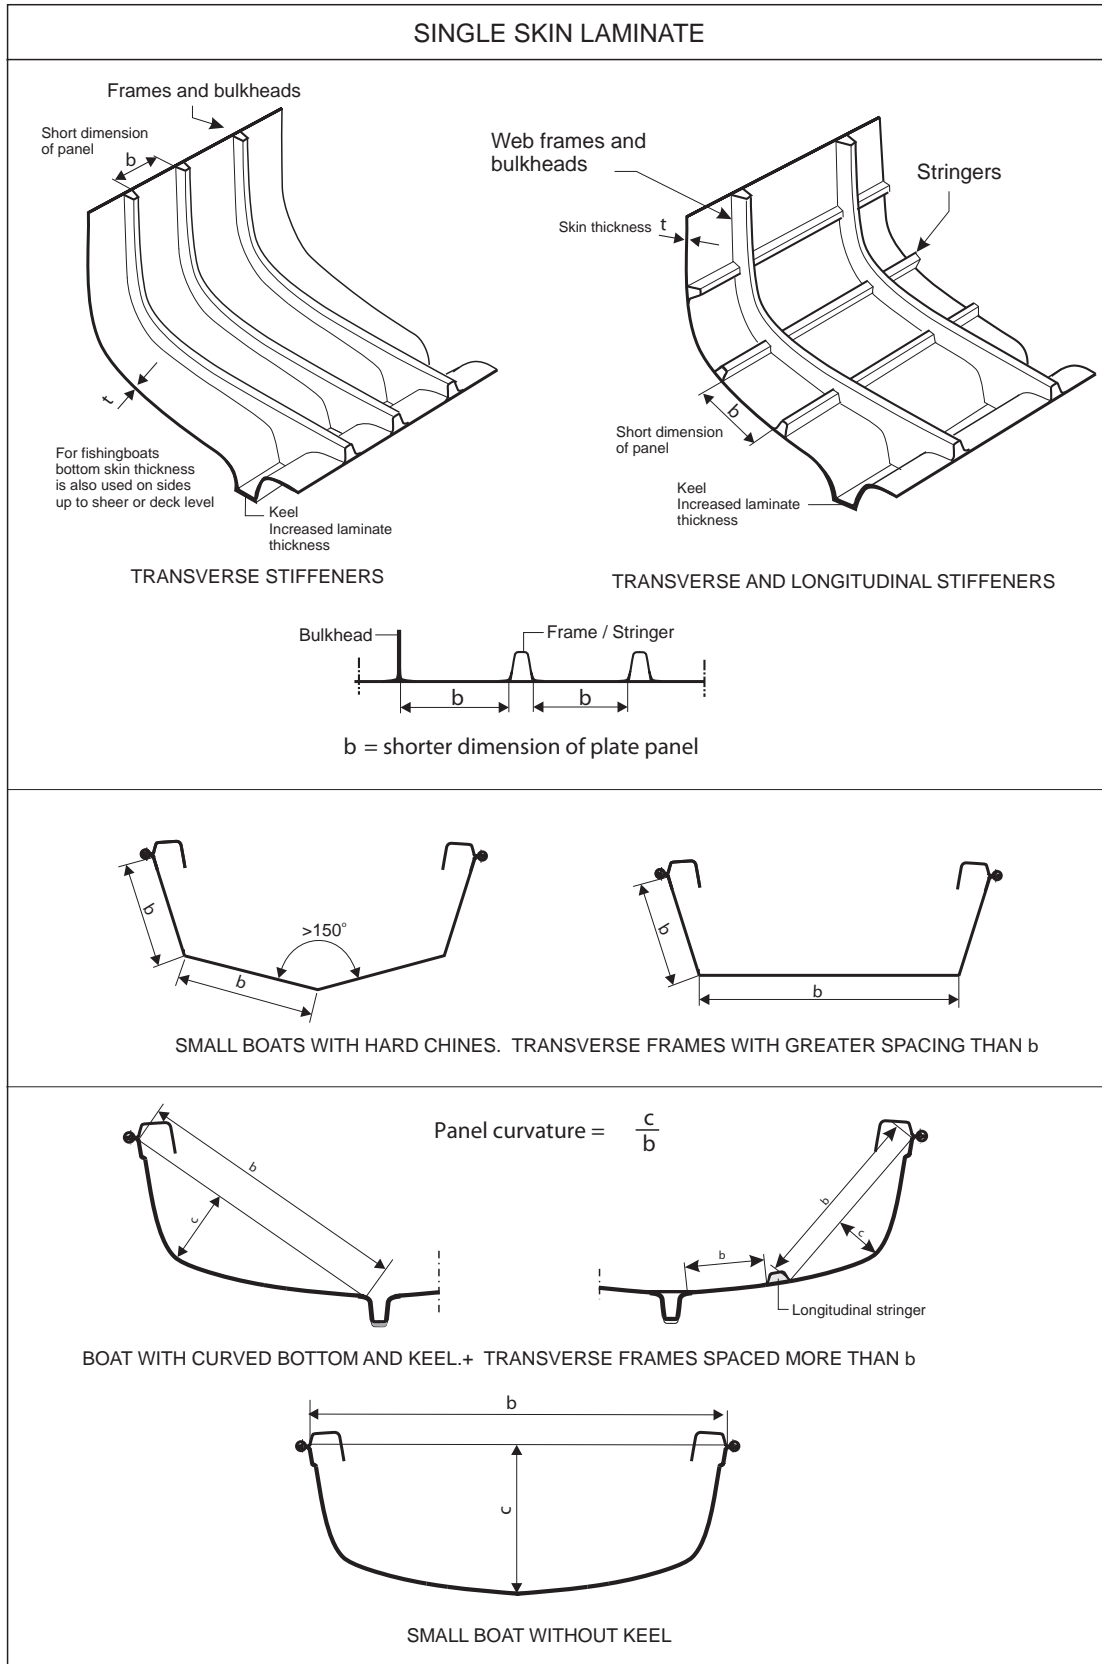 SINGLE SKIN LAMINATE
Frames and bulkheads
Short dimension
of panel
b
t
For fishingboats
bottom skin thickness
is also used on sides
up to sheer or deck level
Keel
Increased laminate
thickness
TRANSVERSE STIFFENERS
Web frames and
bulkheads
Stringers
Skin thickness t
b
Short dimension
of panel
Keel
Increased laminate
thickness
TRANSVERSE AND LONGITUDINAL STIFFENERS
Bulkhead
Frame / Stringer
b
b
b = shorter dimension of plate panel
b
>150°
b
b
b
SMALL BOATS WITH HARD CHINES. TRANSVERSE FRAMES WITH GREATER SPACING THAN b
Panel curvature = c
b
b
c
b
b
c
Longitudinal stringer
BOAT WITH CURVED BOTTOM AND KEEL.+ TRANSVERSE FRAMES SPACED MORE THAN b
b
c
SMALL BOAT WITHOUT KEEL